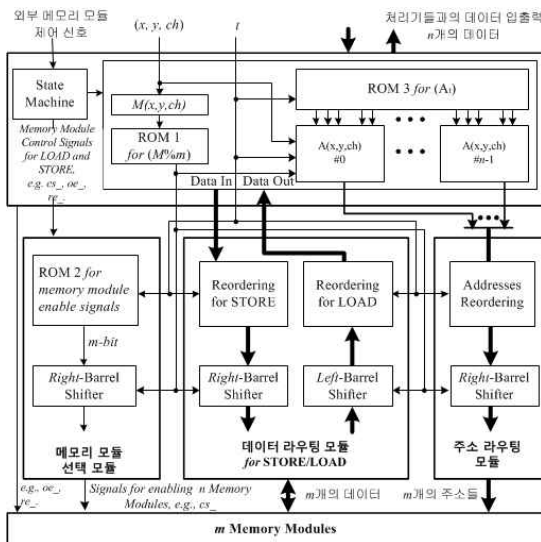 외부 메모리 모듈
제어 신호
(x, y, ch)
t
처리기들과의 데이터 입출력
n개의 데이터
State
Machine
Memory Module
Control Signals
for LOAD and
STORE,
e.g. cs_, oe_,
re_.
M(x,y,ch)
ROM 1
for (M%m)
ROM 3 for (A₁)
A(x,y,ch)
#0
A(x,y,ch)
#n-1
Data In
Data Out
ROM 2 for
memory module
enable signals
m-bit
Right-Barrel
Shifter
메모리 모듈
선택 모듈
Reordering
for STORE
Reordering
for LOAD
Right-Barrel
Shifter
Left-Barrel
Shifter
데이터 라우팅 모듈
for STORE/LOAD
Addresses
Reordering
Right-Barrel
Shifter
주소 라우팅
모듈
e.g., oe_,
re_.
Signals for enabling n Memory
Modules, e.g., cs_
m개의 데이터
m개의 주소들
m Memory Modules